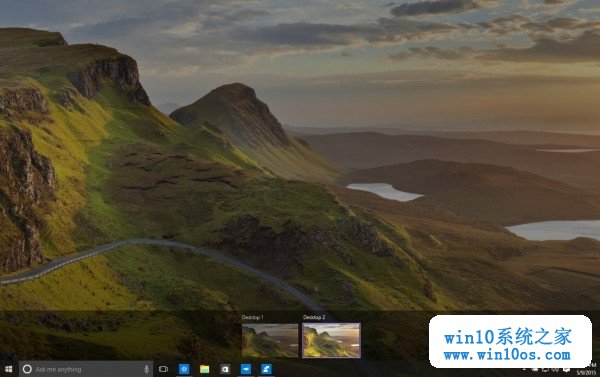 Desktop 1
Desktop 2
Ask me anything
win10系统之家
www.win10os.com
5/9/2015